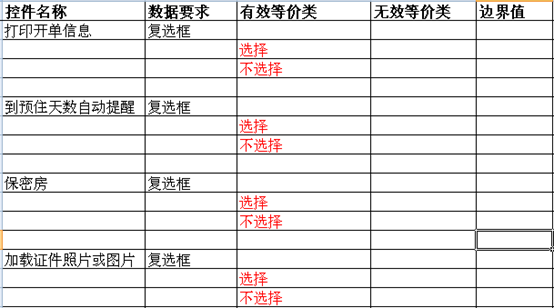 控件名称 数据要求 有效等价类 无效等价类 边界值
打印开单信息 复选框
选择
不选择
到预住天数自动提醒 复选框
选择
不选择
保密房 复选框
选择
不选择
加载证件照片或图片 复选框
选择
不选择